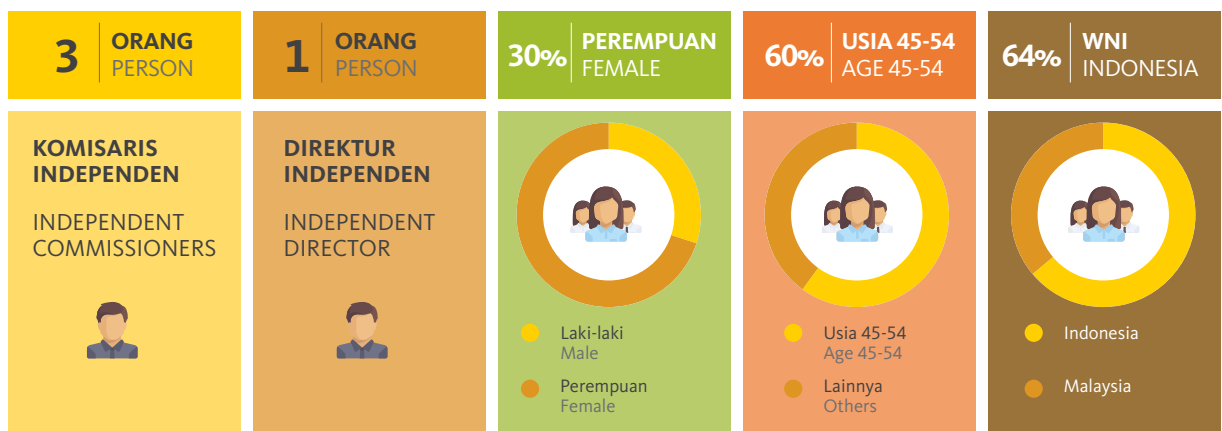 3
ORANG
PERSON
KOMISARIS
INDEPENDEN
INDEPENDENT
COMMISSIONERS
1
ORANG
PERSON
DIREKTUR
INDEPENDEN
INDEPENDENT
DIRECTOR
30%
PEREMPUAN
FEMALE
Laki-laki
Male
Perempuan
Female
60%
USIA 45-54
AGE 45-54
Usia 45-54
Age 45-54
Lainnya
Others
64%
WNI
INDONESIA
Indonesia
Malaysia